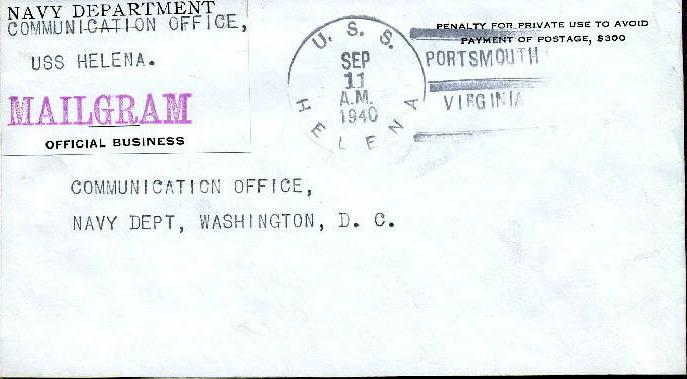 NAVY DEPARTMENT
COMMUNICATION OFFICE,
USS HELENA.
MAILGRAM
OFFICIAL BUSINESS
U. S. S.
HELENA
SEP
11
A.M.
1940
PENALTY FOR PRIVATE USE TO AVOID
PAYMENT OF POSTAGE, $300
PORTSMOUTH
VIRGINIA
COMMUNICATION OFFICE,
NAVY DEPT, WASHINGTON, D. C.